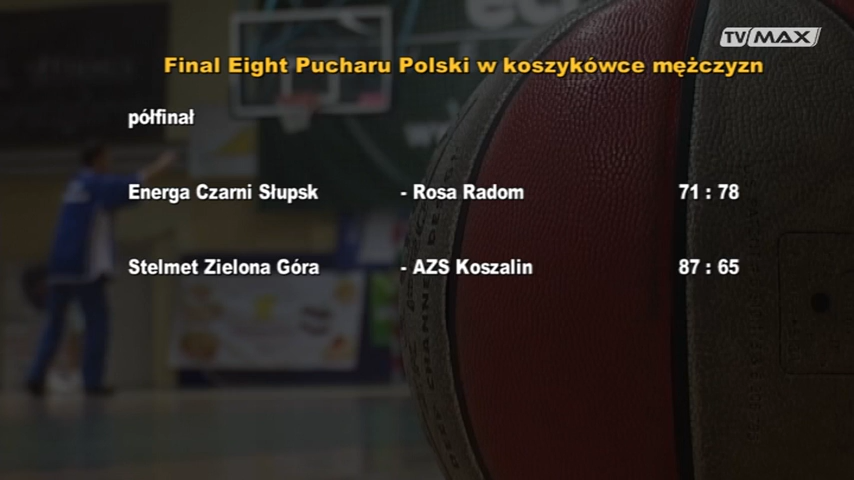 TV MAX
Final Eight Pucharu Polski w koszykówce mężczyzn
półfinał
Energa Czarni Słupsk - Rosa Radom 71 : 78
Stelmet Zielona Góra - AZS Koszalin 87 : 65